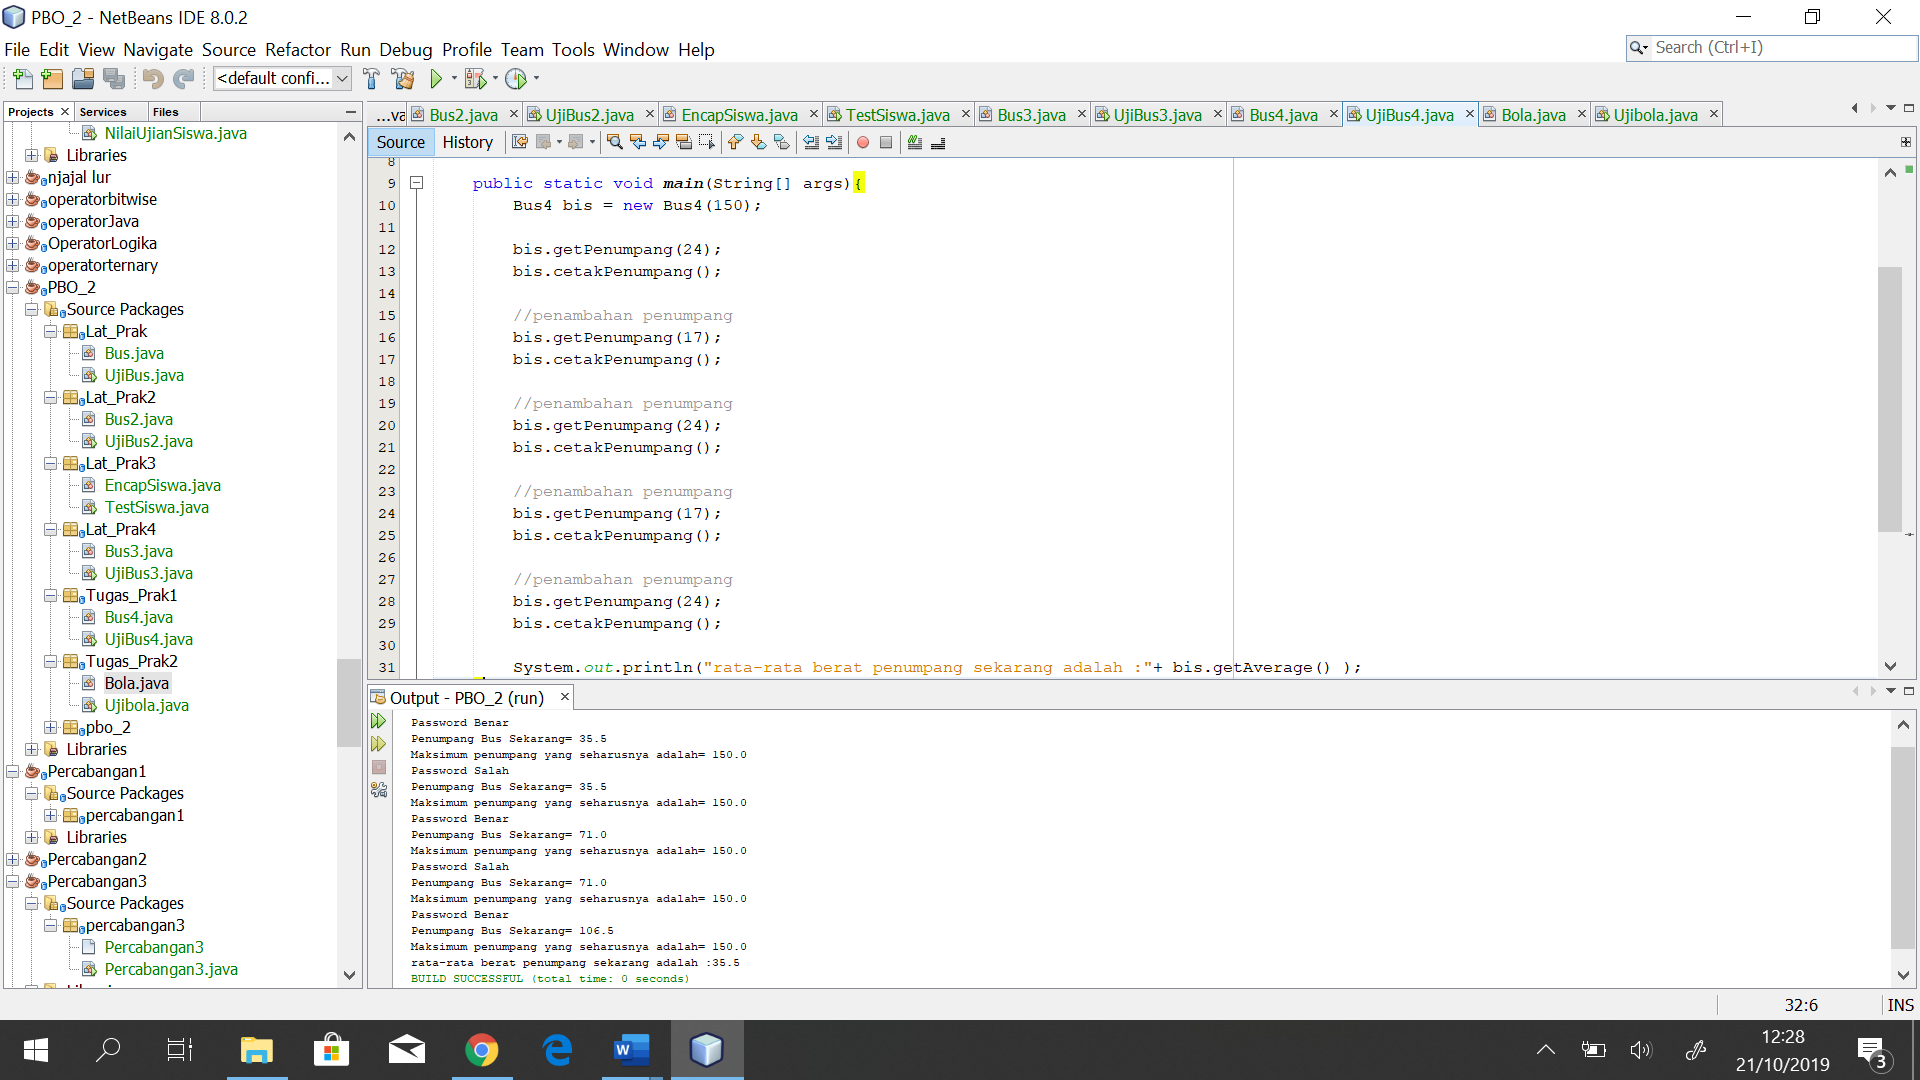 PBO_2 - NetBeans IDE 8.0.2
File Edit View Navigate Source Refactor Run Debug Profile Team Tools Window Help
Search (Ctrl+I)
<default confi...
Projects Services Files
NilaiUjianSiswa.java
Libraries
njajal lur
operatorbitwise
operatorJava
OperatorLogika
operatorternary
PBO_2
Source Packages
Lat_Prak
Bus.java
UjiBus.java
Lat_Prak2
Bus2.java
UjiBus2.java
Lat_Prak3
EncapSiswa.java
TestSiswa.java
Lat_Prak4
Bus3.java
UjiBus3.java
Tugas_Prak1
Bus4.java
UjiBus4.java
Tugas_Prak2
Bola.java
Ujibola.java
pbo_2
Libraries
Percabangan1
Source Packages
percabangan1
Libraries
Percabangan2
Percabangan3
Source Packages
percabangan3
Percabangan3
Percabangan3.java
...va Bus2.java UjiBus2.java EncapSiswa.java TestSiswa.java Bus3.java UjiBus3.java Bus4.java UjiBus4.java Bola.java Ujibola.java
Source History
8
9 public static void main(String[] args){
10 Bus4 bis = new Bus4(150);
11
12 bis.getPenumpang(24);
13 bis.cetakPenumpang();
14
15 //penambahan penumpang
16 bis.getPenumpang(17);
17 bis.cetakPenumpang();
18
19 //penambahan penumpang
20 bis.getPenumpang(24);
21 bis.cetakPenumpang();
22
23 //penambahan penumpang
24 bis.getPenumpang(17);
25 bis.cetakPenumpang();
26
27 //penambahan penumpang
28 bis.getPenumpang(24);
29 bis.cetakPenumpang();
30
31 System.out.println("rata-rata berat penumpang sekarang adalah :"+ bis.getAverage() );
Output - PBO_2 (run)
Password Benar
Penumpang Bus Sekarang= 35.5
Maksimum penumpang yang seharusnya adalah= 150.0
Password Salah
Penumpang Bus Sekarang= 35.5
Maksimum penumpang yang seharusnya adalah= 150.0
Password Benar
Penumpang Bus Sekarang= 71.0
Maksimum penumpang yang seharusnya adalah= 150.0
Password Salah
Penumpang Bus Sekarang= 71.0
Maksimum penumpang yang seharusnya adalah= 150.0
Password Benar
Penumpang Bus Sekarang= 106.5
Maksimum penumpang yang seharusnya adalah= 150.0
rata-rata berat penumpang sekarang adalah :35.5
BUILD SUCCESSFUL (total time: 0 seconds)
32:6 INS
12:28
21/10/2019
3